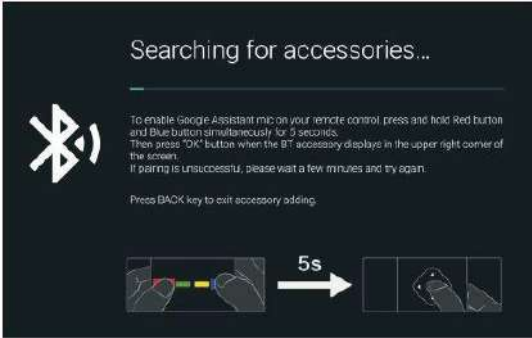 Searching for accessories...
To enable Google Assistant mic on your remote control, press and hold Red button
and Blue button simultaneously for 5 seconds.
Then press "OK" button when the BT accessory displays in the upper right corner of
the screen.
If pairing is unsuccessful, please wait a few minutes and try again.
Press BACK key to exit accessory adding.
5s